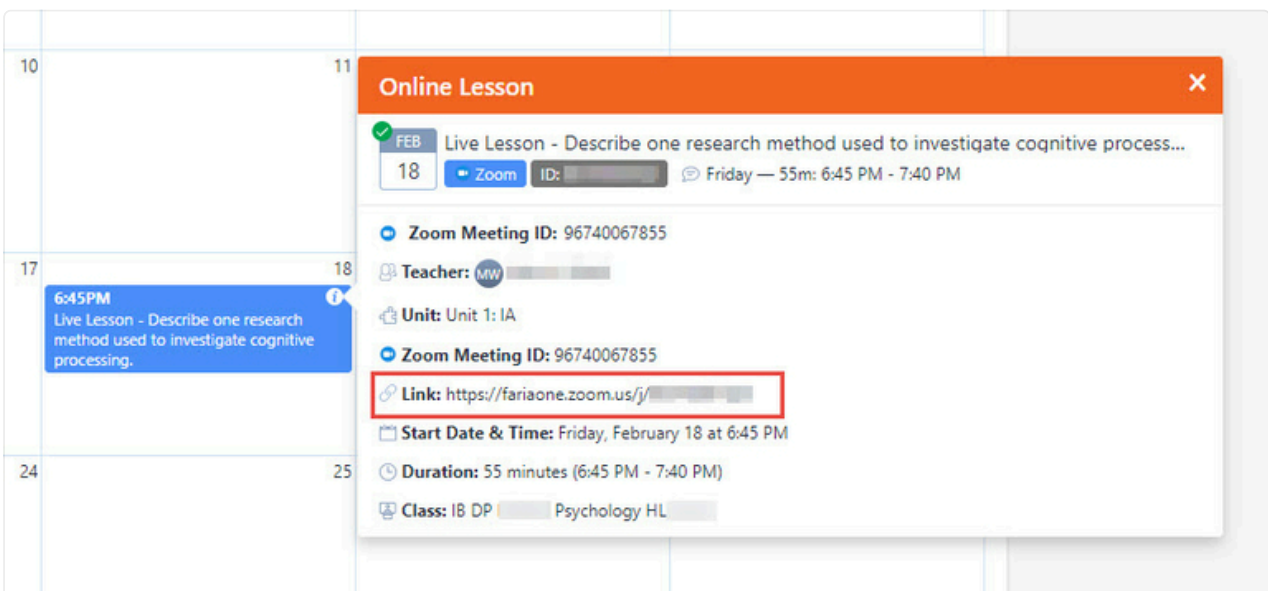 10
11
Online Lesson
FEB
18
Live Lesson - Describe one research method used to investigate cognitive process...
Zoom
ID:
Friday — 55m: 6:45 PM - 7:40 PM
Zoom Meeting ID: 96740067855
17
18
Teacher: MW
6:45PM
Live Lesson - Describe one research
method used to investigate cognitive
processing.
Unit: Unit 1: IA
Zoom Meeting ID: 96740067855
Link: https://fariaone.zoom.us/j/
Start Date & Time: Friday, February 18 at 6:45 PM
24
25
Duration: 55 minutes (6:45 PM - 7:40 PM)
Class: IB DP Psychology HL